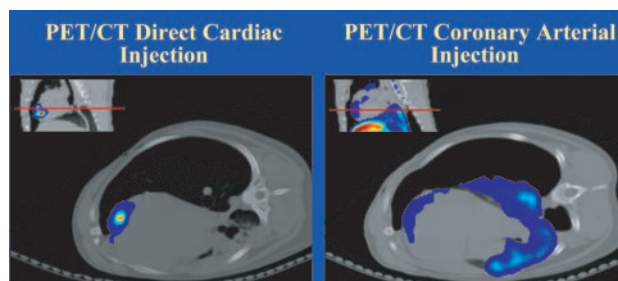 PET/CT Direct Cardiac
Injection
PET/CT Coronary Arterial
Injection